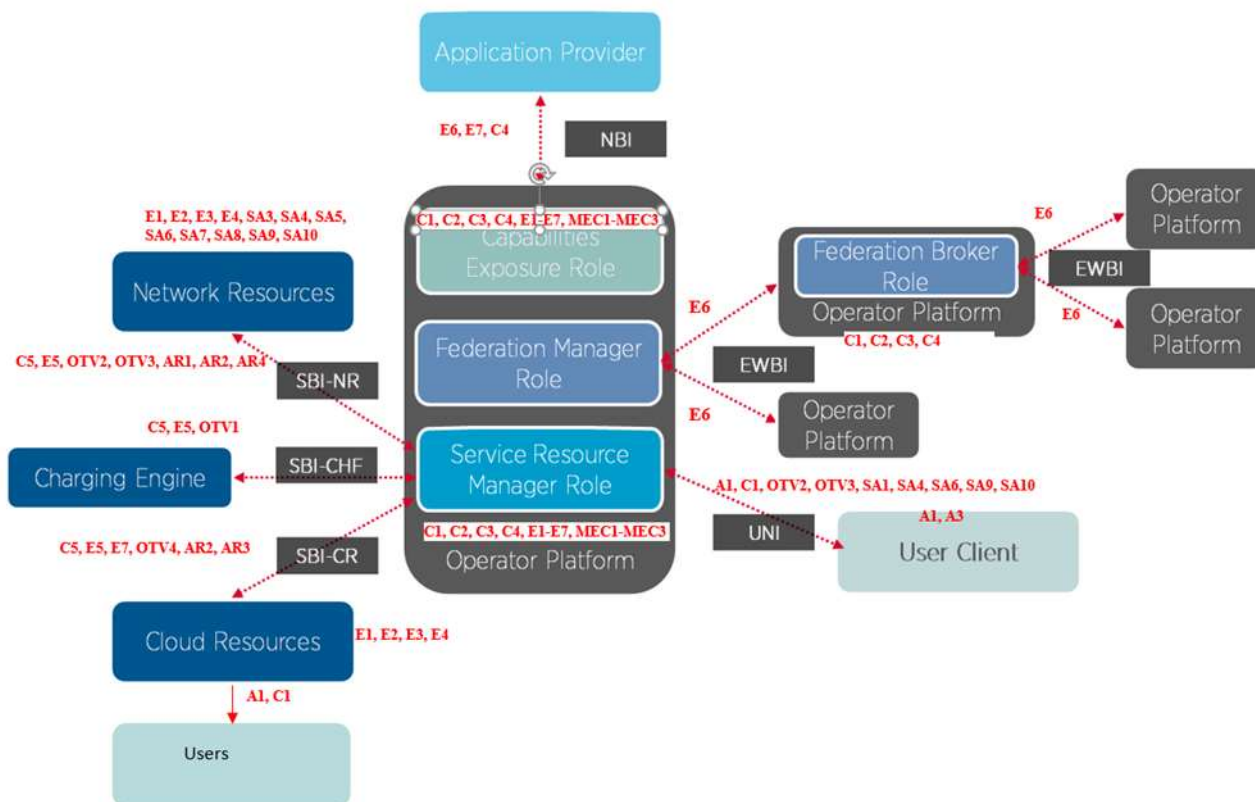 Application Provider
E6, E7, C4
NBI
C1, C2, C3, C4, E1-E7, MEC1-MEC3
Capabilities
Exposure Role
E1, E2, E3, E4, SA3, SA4, SA5,
SA6, SA7, SA8, SA9, SA10
Network Resources
Federation Manager
Role
Federation Broker
Role
Operator Platform
C1, C2, C3, C4
E6
EWBI
E6
Operator
Platform
E6
EWBI
E6
Operator
Platform
Operator
Platform
C5, E5, OTV2, OTV3, AR1, AR2, AR4
SBI-NR
C5, E5, OTV1
Charging Engine
SBI-CHF
Service Resource
Manager Role
C1, C2, C3, C4, E1-E7, MEC1-MEC3
Operator Platform
A1, C1, OTV2, OTV3, SA1, SA4, SA6, SA9, SA10
UNI
A1, A3
User Client
C5, E5, E7, OTV4, AR2, AR3
SBI-CR
Cloud Resources
E1, E2, E3, E4
A1, C1
Users